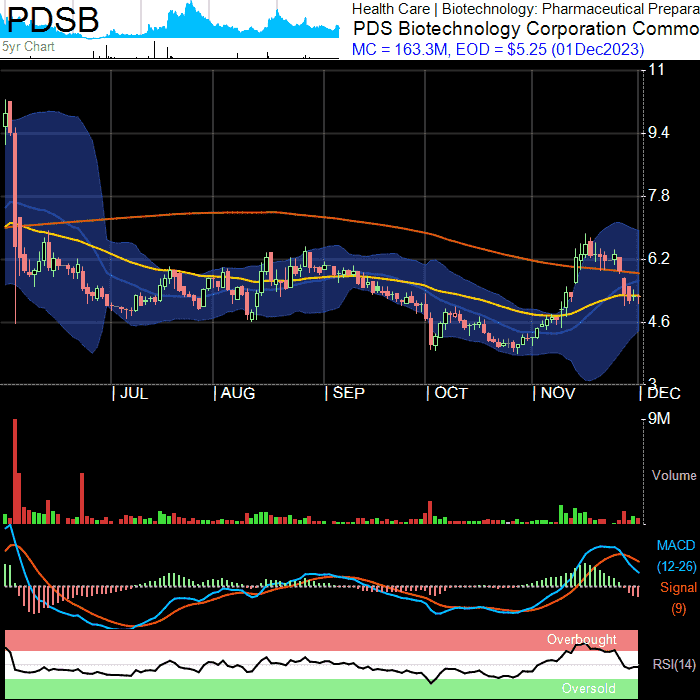 PDSB
5yr Chart
Health Care | Biotechnology: Pharmaceutical Prepara
PDS Biotechnology Corporation Commo
MC = 163.3M, EOD = $5.25 (01Dec2023)
11
9.4
7.8
6.2
4.6
3
| JUL | AUG | SEP | OCT | NOV | DEC
9M
Volume
MACD
(12-26)
Signal
(9)
Overbought
RSI(14)
Oversold